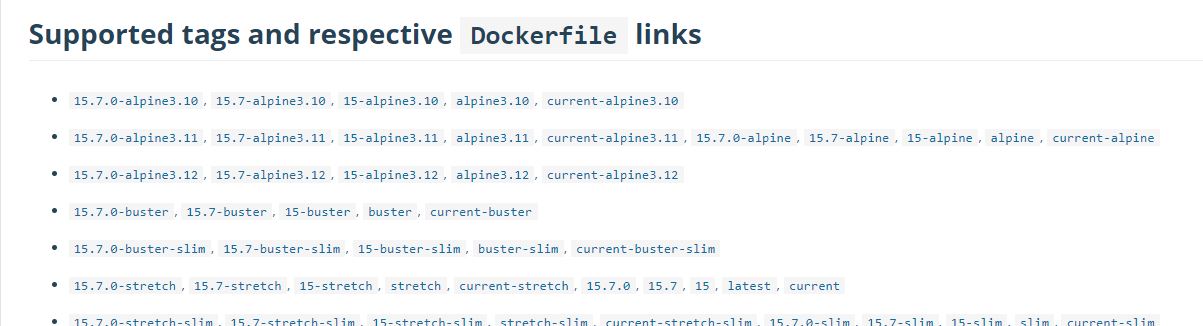 Supported tags and respective Dockerfile links
15.7.0-alpine3.10, 15.7-alpine3.10, 15-alpine3.10, alpine3.10, current-alpine3.10
15.7.0-alpine3.11, 15.7-alpine3.11, 15-alpine3.11, alpine3.11, current-alpine3.11, 15.7.0-alpine, 15.7-alpine, 15-alpine, alpine, current-alpine
15.7.0-alpine3.12, 15.7-alpine3.12, 15-alpine3.12, alpine3.12, current-alpine3.12
15.7.0-buster, 15.7-buster, 15-buster, buster, current-buster
15.7.0-buster-slim, 15.7-buster-slim, 15-buster-slim, buster-slim, current-buster-slim
15.7.0-stretch, 15.7-stretch, 15-stretch, stretch, current-stretch, 15.7.0, 15.7, 15, latest, current
15.7.0-stretch-slim, 15.7-stretch-slim, 15-stretch-slim, stretch-slim, current-stretch-slim, 15.7.0-slim, 15.7-slim, 15-slim, slim, current-slim